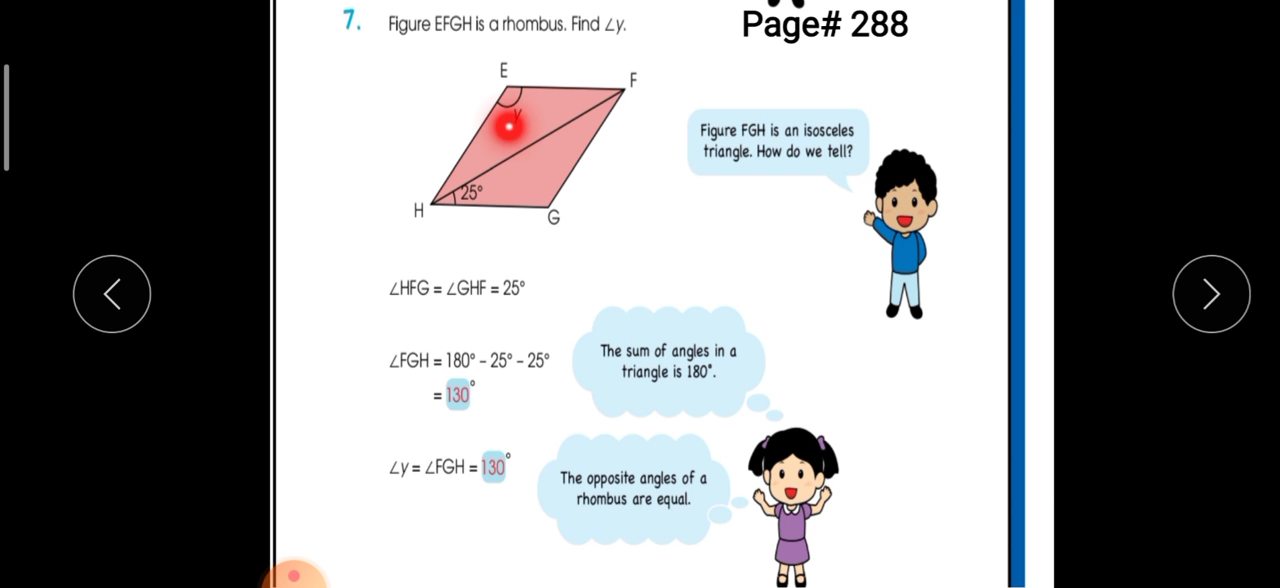 7. Figure EFGH is a rhombus. Find ∠y.
Page# 288
E
F
y
25°
H
G
Figure FGH is an isosceles
triangle. How do we tell?
∠HFG = ∠GHF = 25°
∠FGH = 180° – 25° – 25°
= 130°
The sum of angles in a
triangle is 180°.
∠y = ∠FGH = 130°
The opposite angles of a
rhombus are equal.